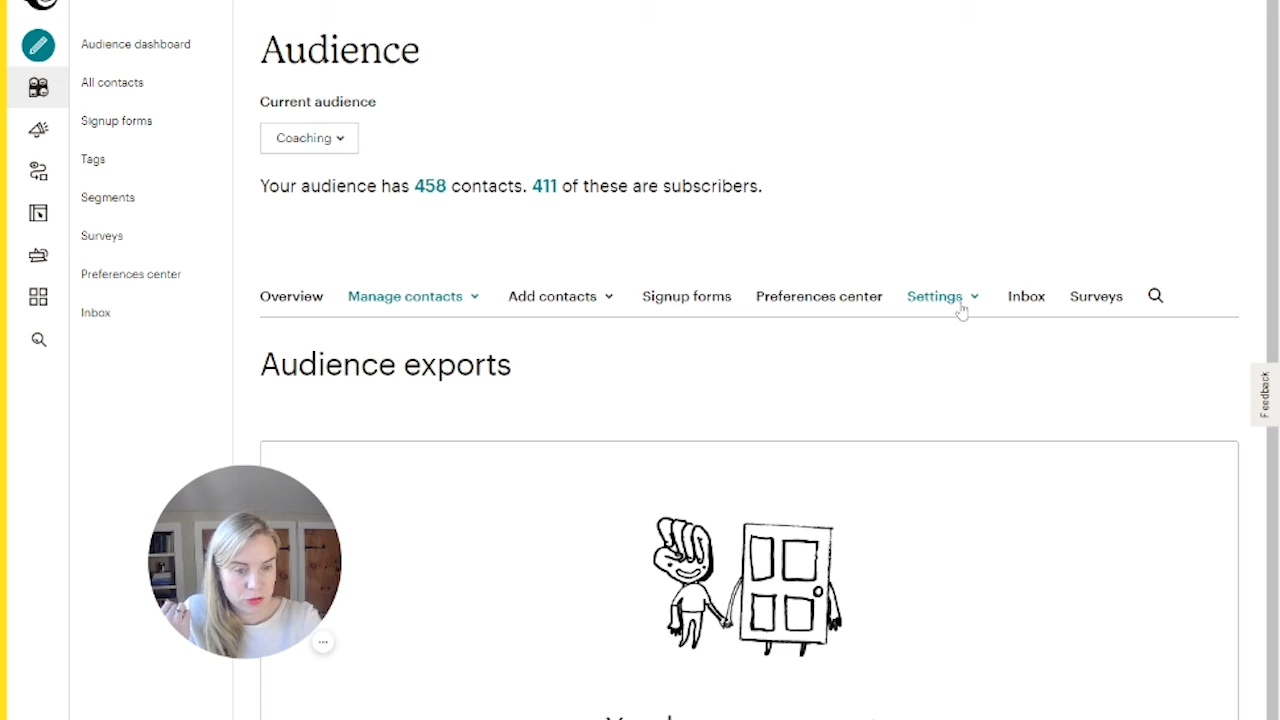 Audience dashboard
All contacts
Signup forms
Tags
Segments
Surveys
Preferences center
Inbox
Audience
Current audience
Coaching
Your audience has 458 contacts. 411 of these are subscribers.
Overview Manage contacts Add contacts Signup forms Preferences center Settings Inbox Surveys
Audience exports
Feedback